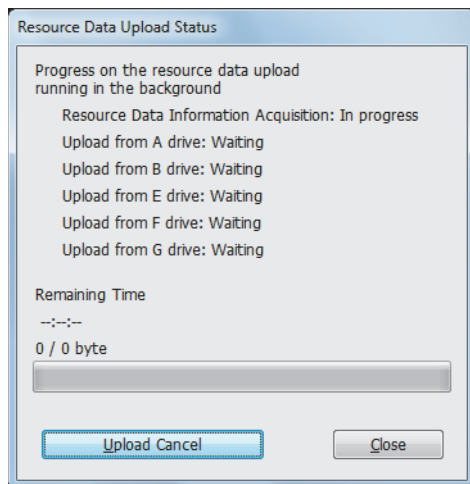 Resource Data Upload Status
Progress on the resource data upload
running in the background
Resource Data Information Acquisition: In progress
Upload from A drive: Waiting
Upload from B drive: Waiting
Upload from E drive: Waiting
Upload from F drive: Waiting
Upload from G drive: Waiting
Remaining Time
--:--:--
0 / 0 byte
Upload Cancel
Close